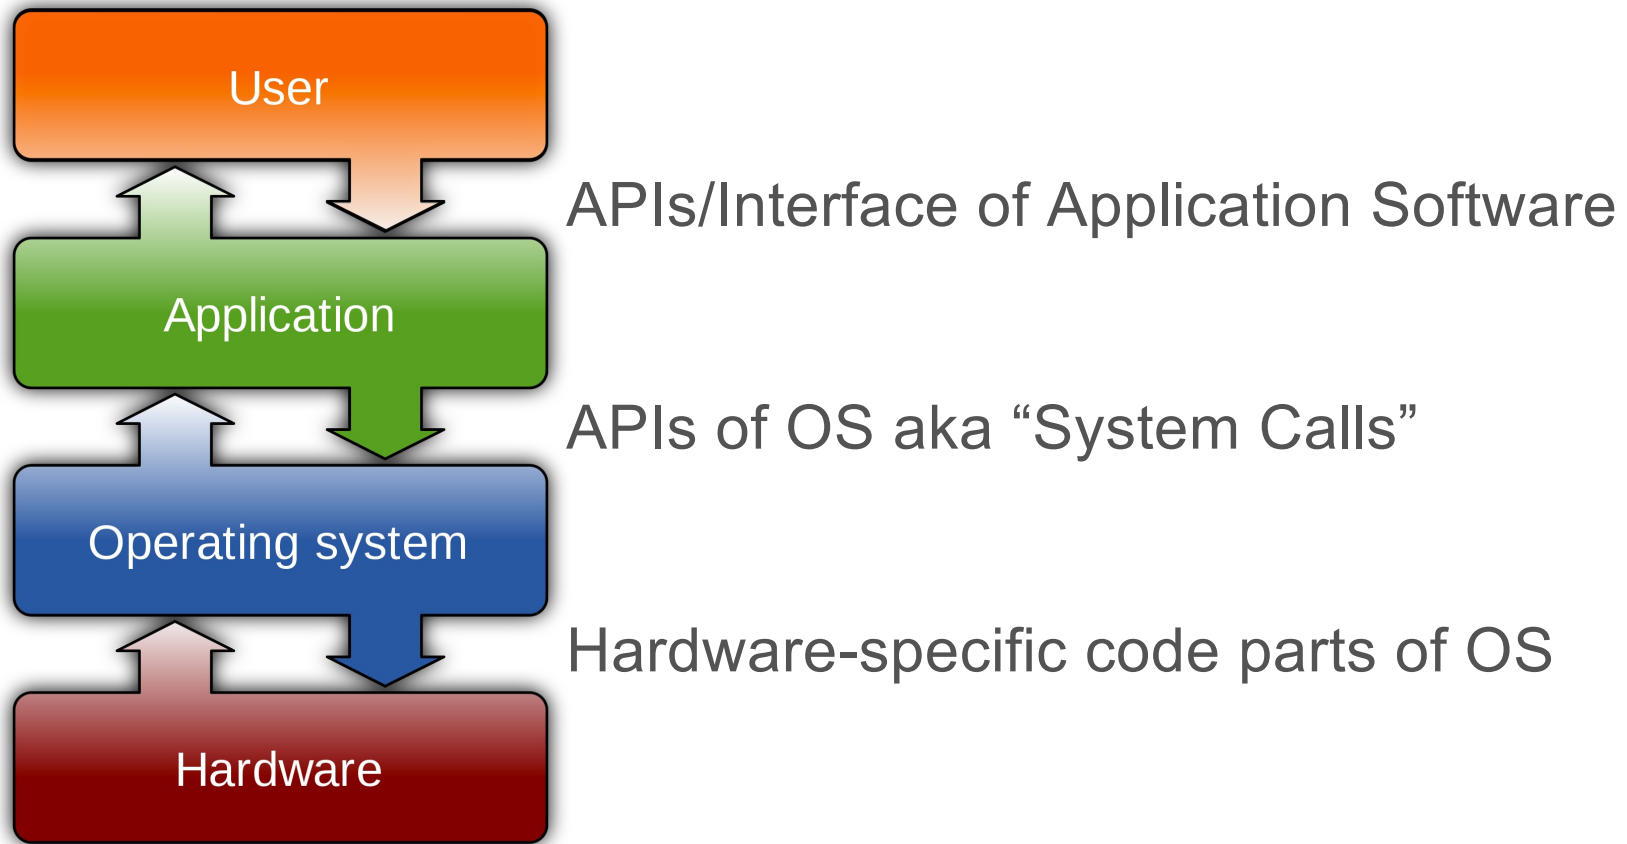 User
APIs/Interface of Application Software
Application
APIs of OS aka “System Calls”
Operating system
Hardware-specific code parts of OS
Hardware